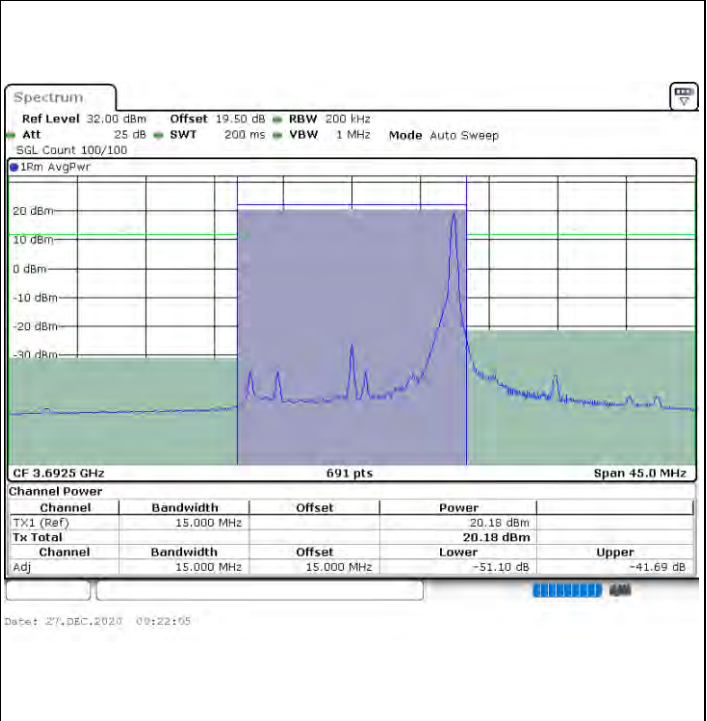 Spectrum
Ref Level 32.00 dBm Offset 19.50 dB RBW 200 kHz
Att 25 dB SWT 200 ms VBW 1 MHz Mode Auto Sweep
SGL Count 100/100
1Rm AvgPwr
20 dBm
10 dBm
0 dBm
-10 dBm
-20 dBm
-30 dBm
CF 3.6925 GHz 691 pts Span 45.0 MHz
Channel Power
Channel Bandwidth Offset Power
TX1 (Ref) 15.000 MHz 20.18 dBm
Tx Total 20.18 dBm
Channel Bandwidth Offset Lower Upper
Adj 15.000 MHz 15.000 MHz -51.10 dB -41.69 dB
Date: 27.DEC.2020 00:22:05